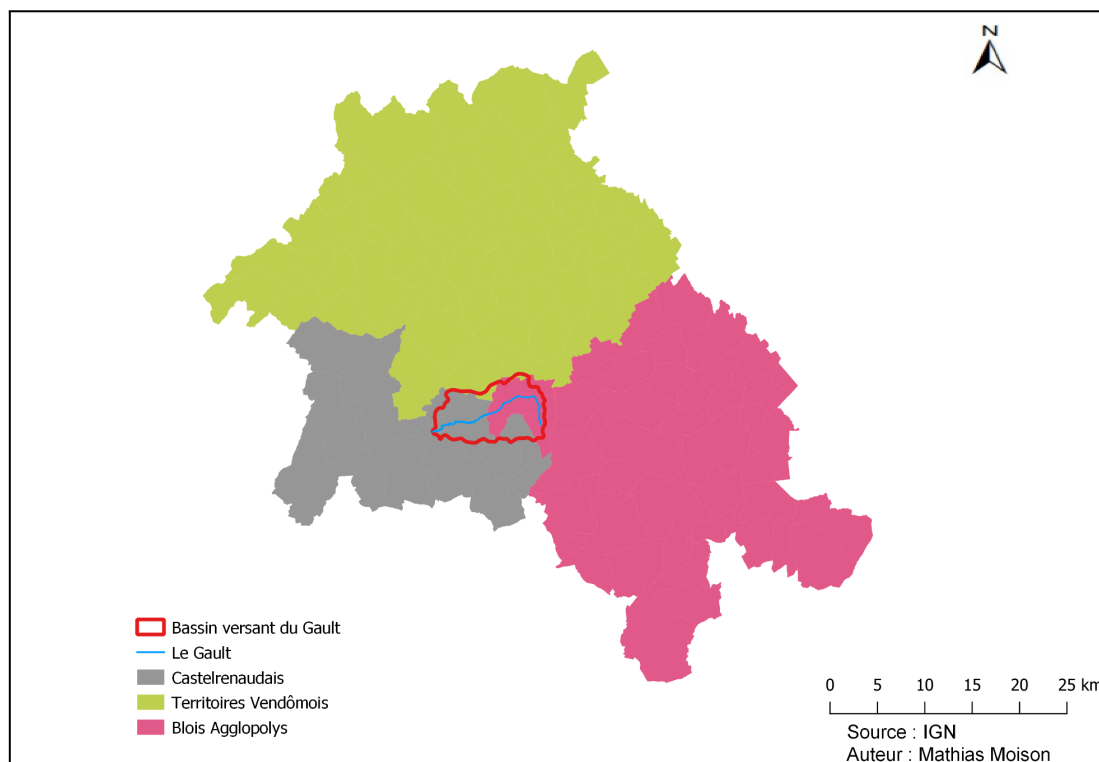 N
Bassin versant du Gault
Le Gault
Castelrenaudais
Territoires Vendômois
Blois Agglopolys
0 5 10 15 20 25 km
Source : IGN
Auteur : Mathias Moison